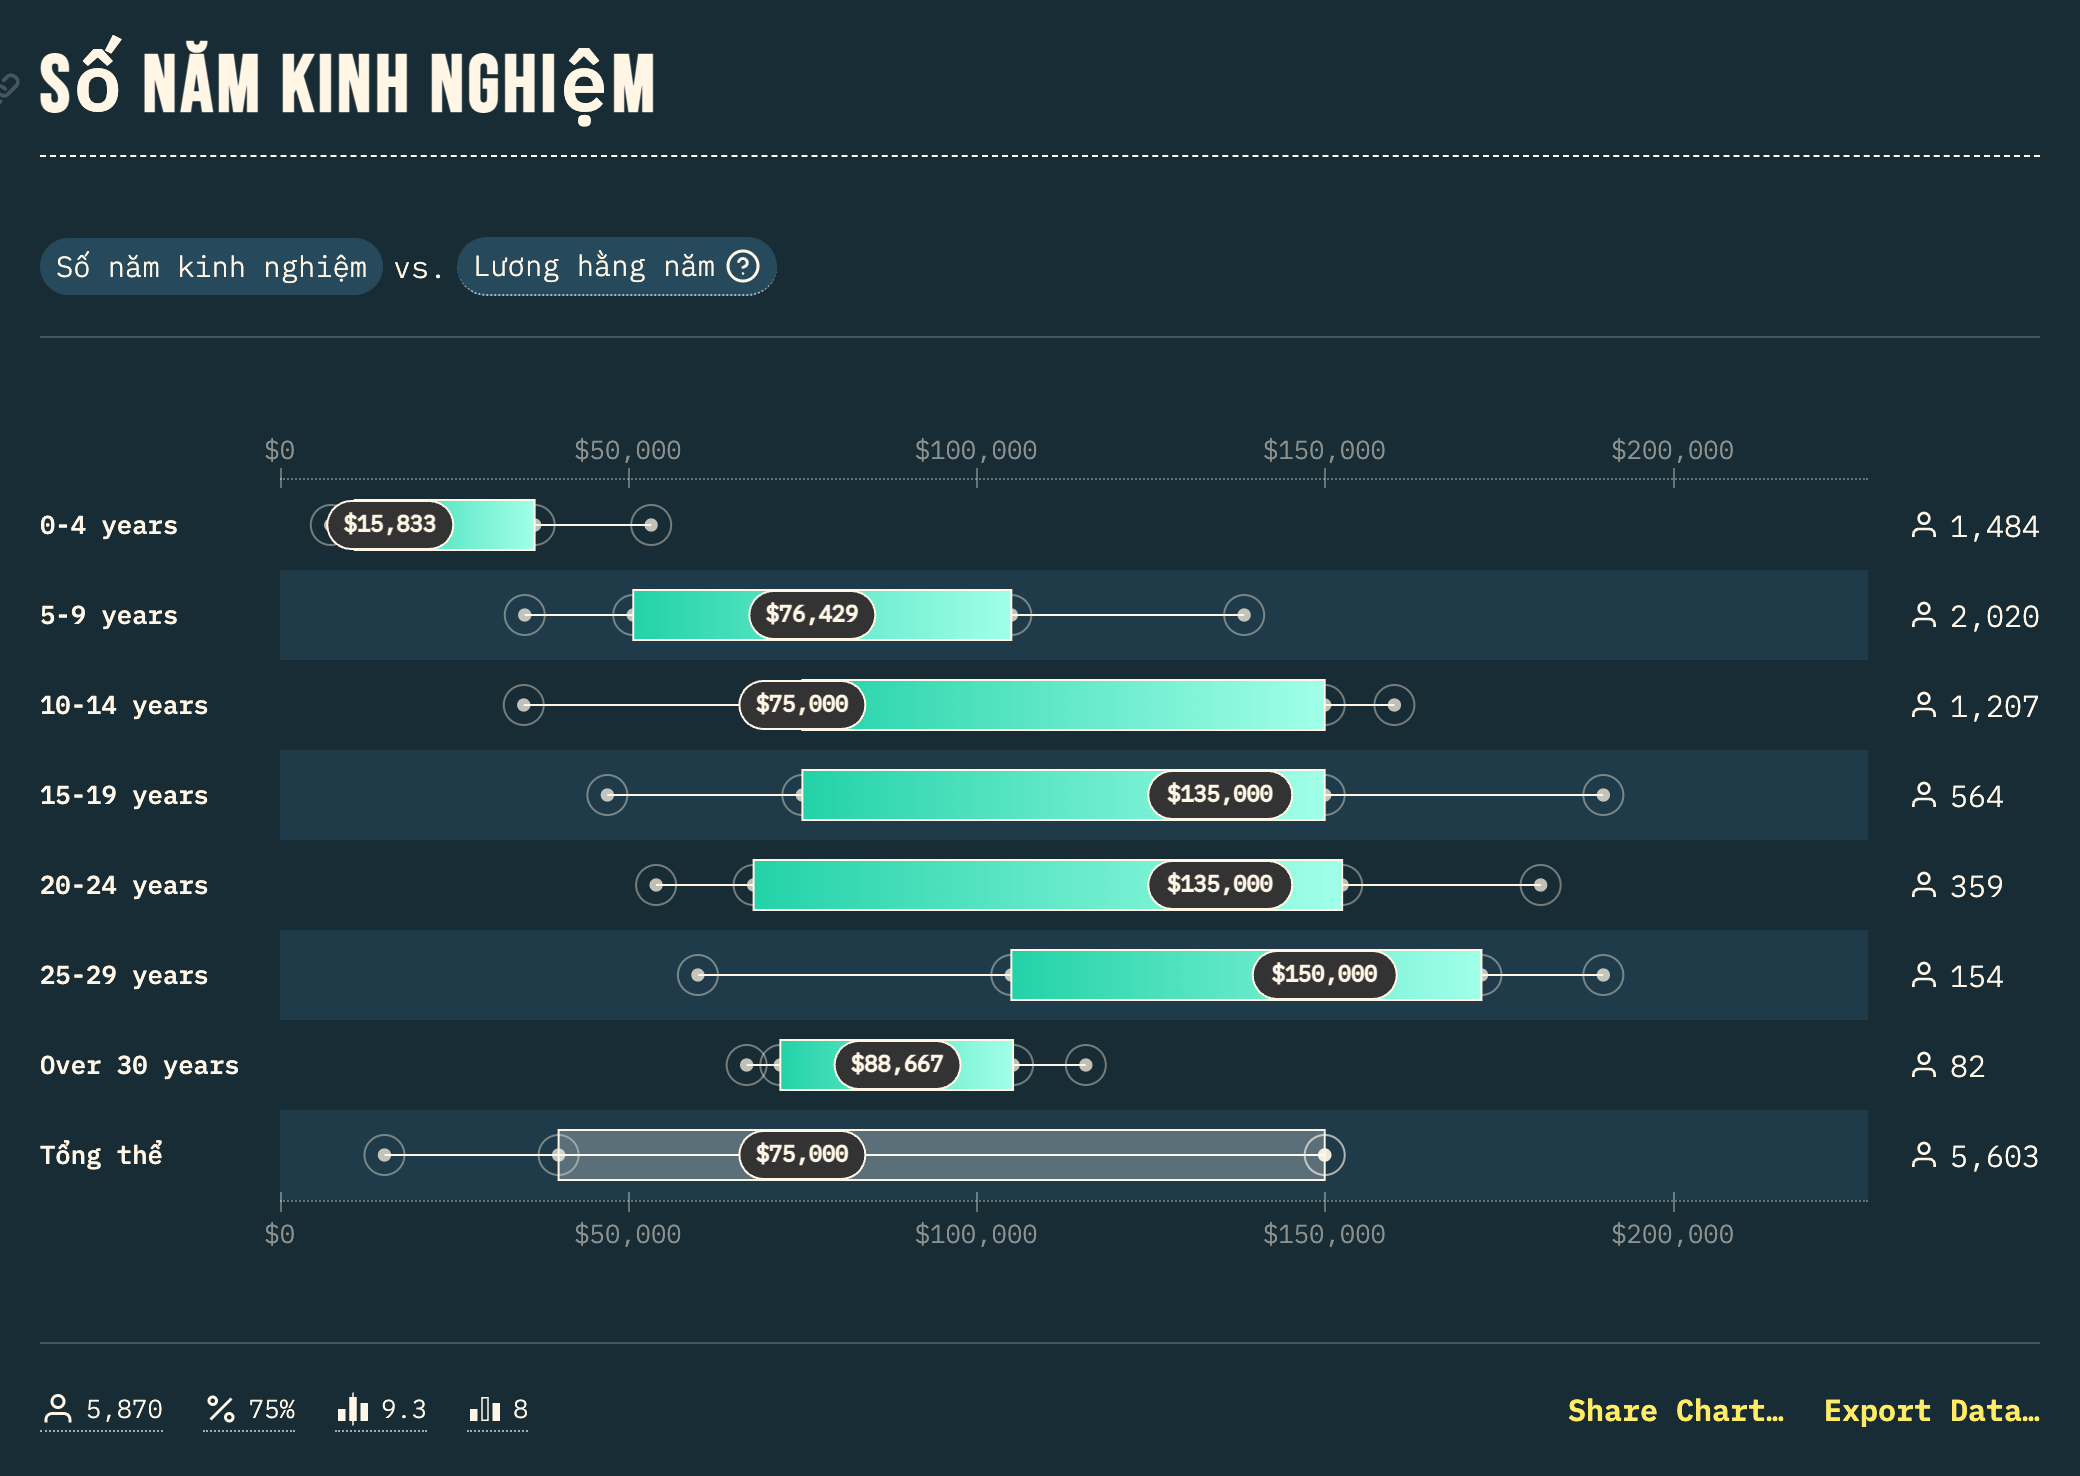 Số NĂM KINH NGHIệM
Số năm kinh nghiệm vs. Lương hằng năm ?
$0 $50,000 $100,000 $150,000 $200,000
0-4 years $15,833 1,484
5-9 years $76,429 2,020
10-14 years $75,000 1,207
15-19 years $135,000 564
20-24 years $135,000 359
25-29 years $150,000 154
Over 30 years $88,667 82
Tổng thể $75,000 5,603
$0 $50,000 $100,000 $150,000 $200,000
5,870 75% 9.3 8 Share Chart… Export Data…